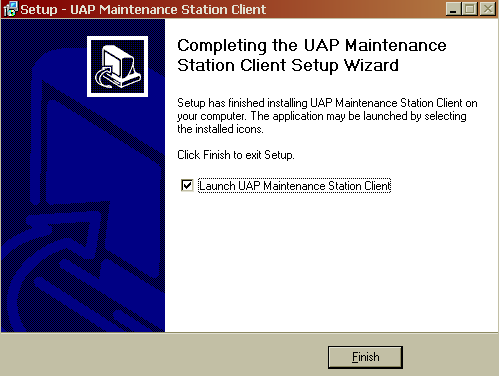 Setup - UAP Maintenance Station Client
Completing the UAP Maintenance
Station Client Setup Wizard
Setup has finished installing UAP Maintenance Station Client on
your computer. The application may be launched by selecting
the installed icons.
Click Finish to exit Setup.
Launch UAP Maintenance Station Client
Finish